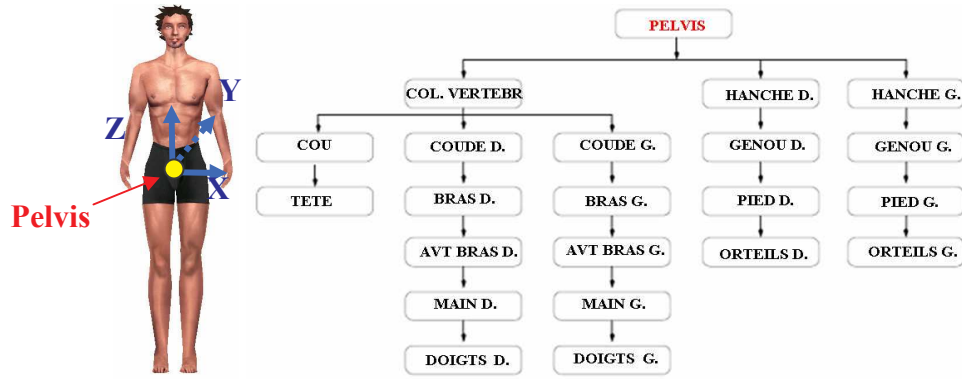 Y
Z
X
Pelvis
PELVIS
COL. VERTEBR
HANCHE D.
HANCHE G.
COU
COUDE D.
COUDE G.
GENOU D.
GENOU G.
TETE
BRAS D.
BRAS G.
PIED D.
PIED G.
AVT BRAS D.
AVT BRAS G.
ORTEILS D.
ORTEILS G.
MAIN D.
MAIN G.
DOIGTS D.
DOIGTS G.